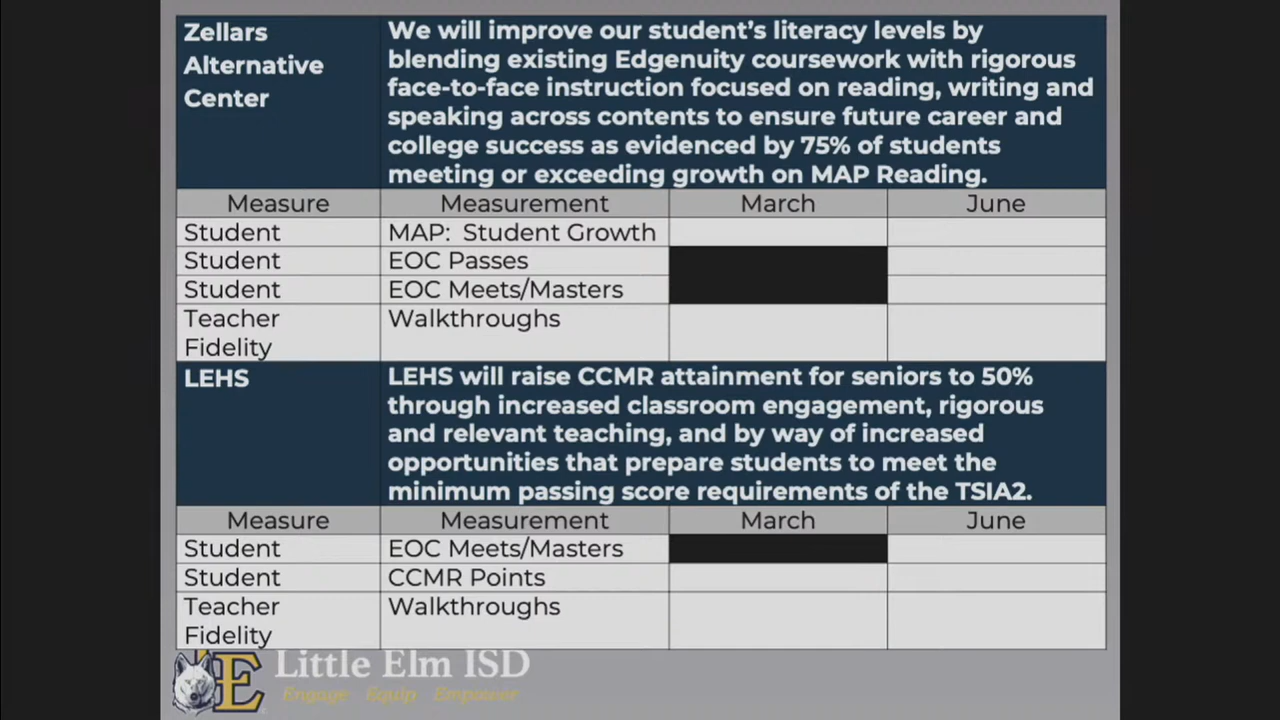 Zellars
Alternative
Center
We will improve our student's literacy levels by
blending existing Edgenuity coursework with rigorous
face-to-face instruction focused on reading, writing and
speaking across contents to ensure future career and
college success as evidenced by 75% of students
meeting or exceeding growth on MAP Reading.
Measure Measurement March June
Student MAP: Student Growth
Student EOC Passes
Student EOC Meets/Masters
Teacher Walkthroughs
Fidelity
LEHS
LEHS will raise CCMR attainment for seniors to 50%
through increased classroom engagement, rigorous
and relevant teaching, and by way of increased
opportunities that prepare students to meet the
minimum passing score requirements of the TSIA2.
Measure Measurement March June
Student EOC Meets/Masters
Student CCMR Points
Teacher Walkthroughs
Fidelity
E Little Elm ISD
Engage Equip Empower